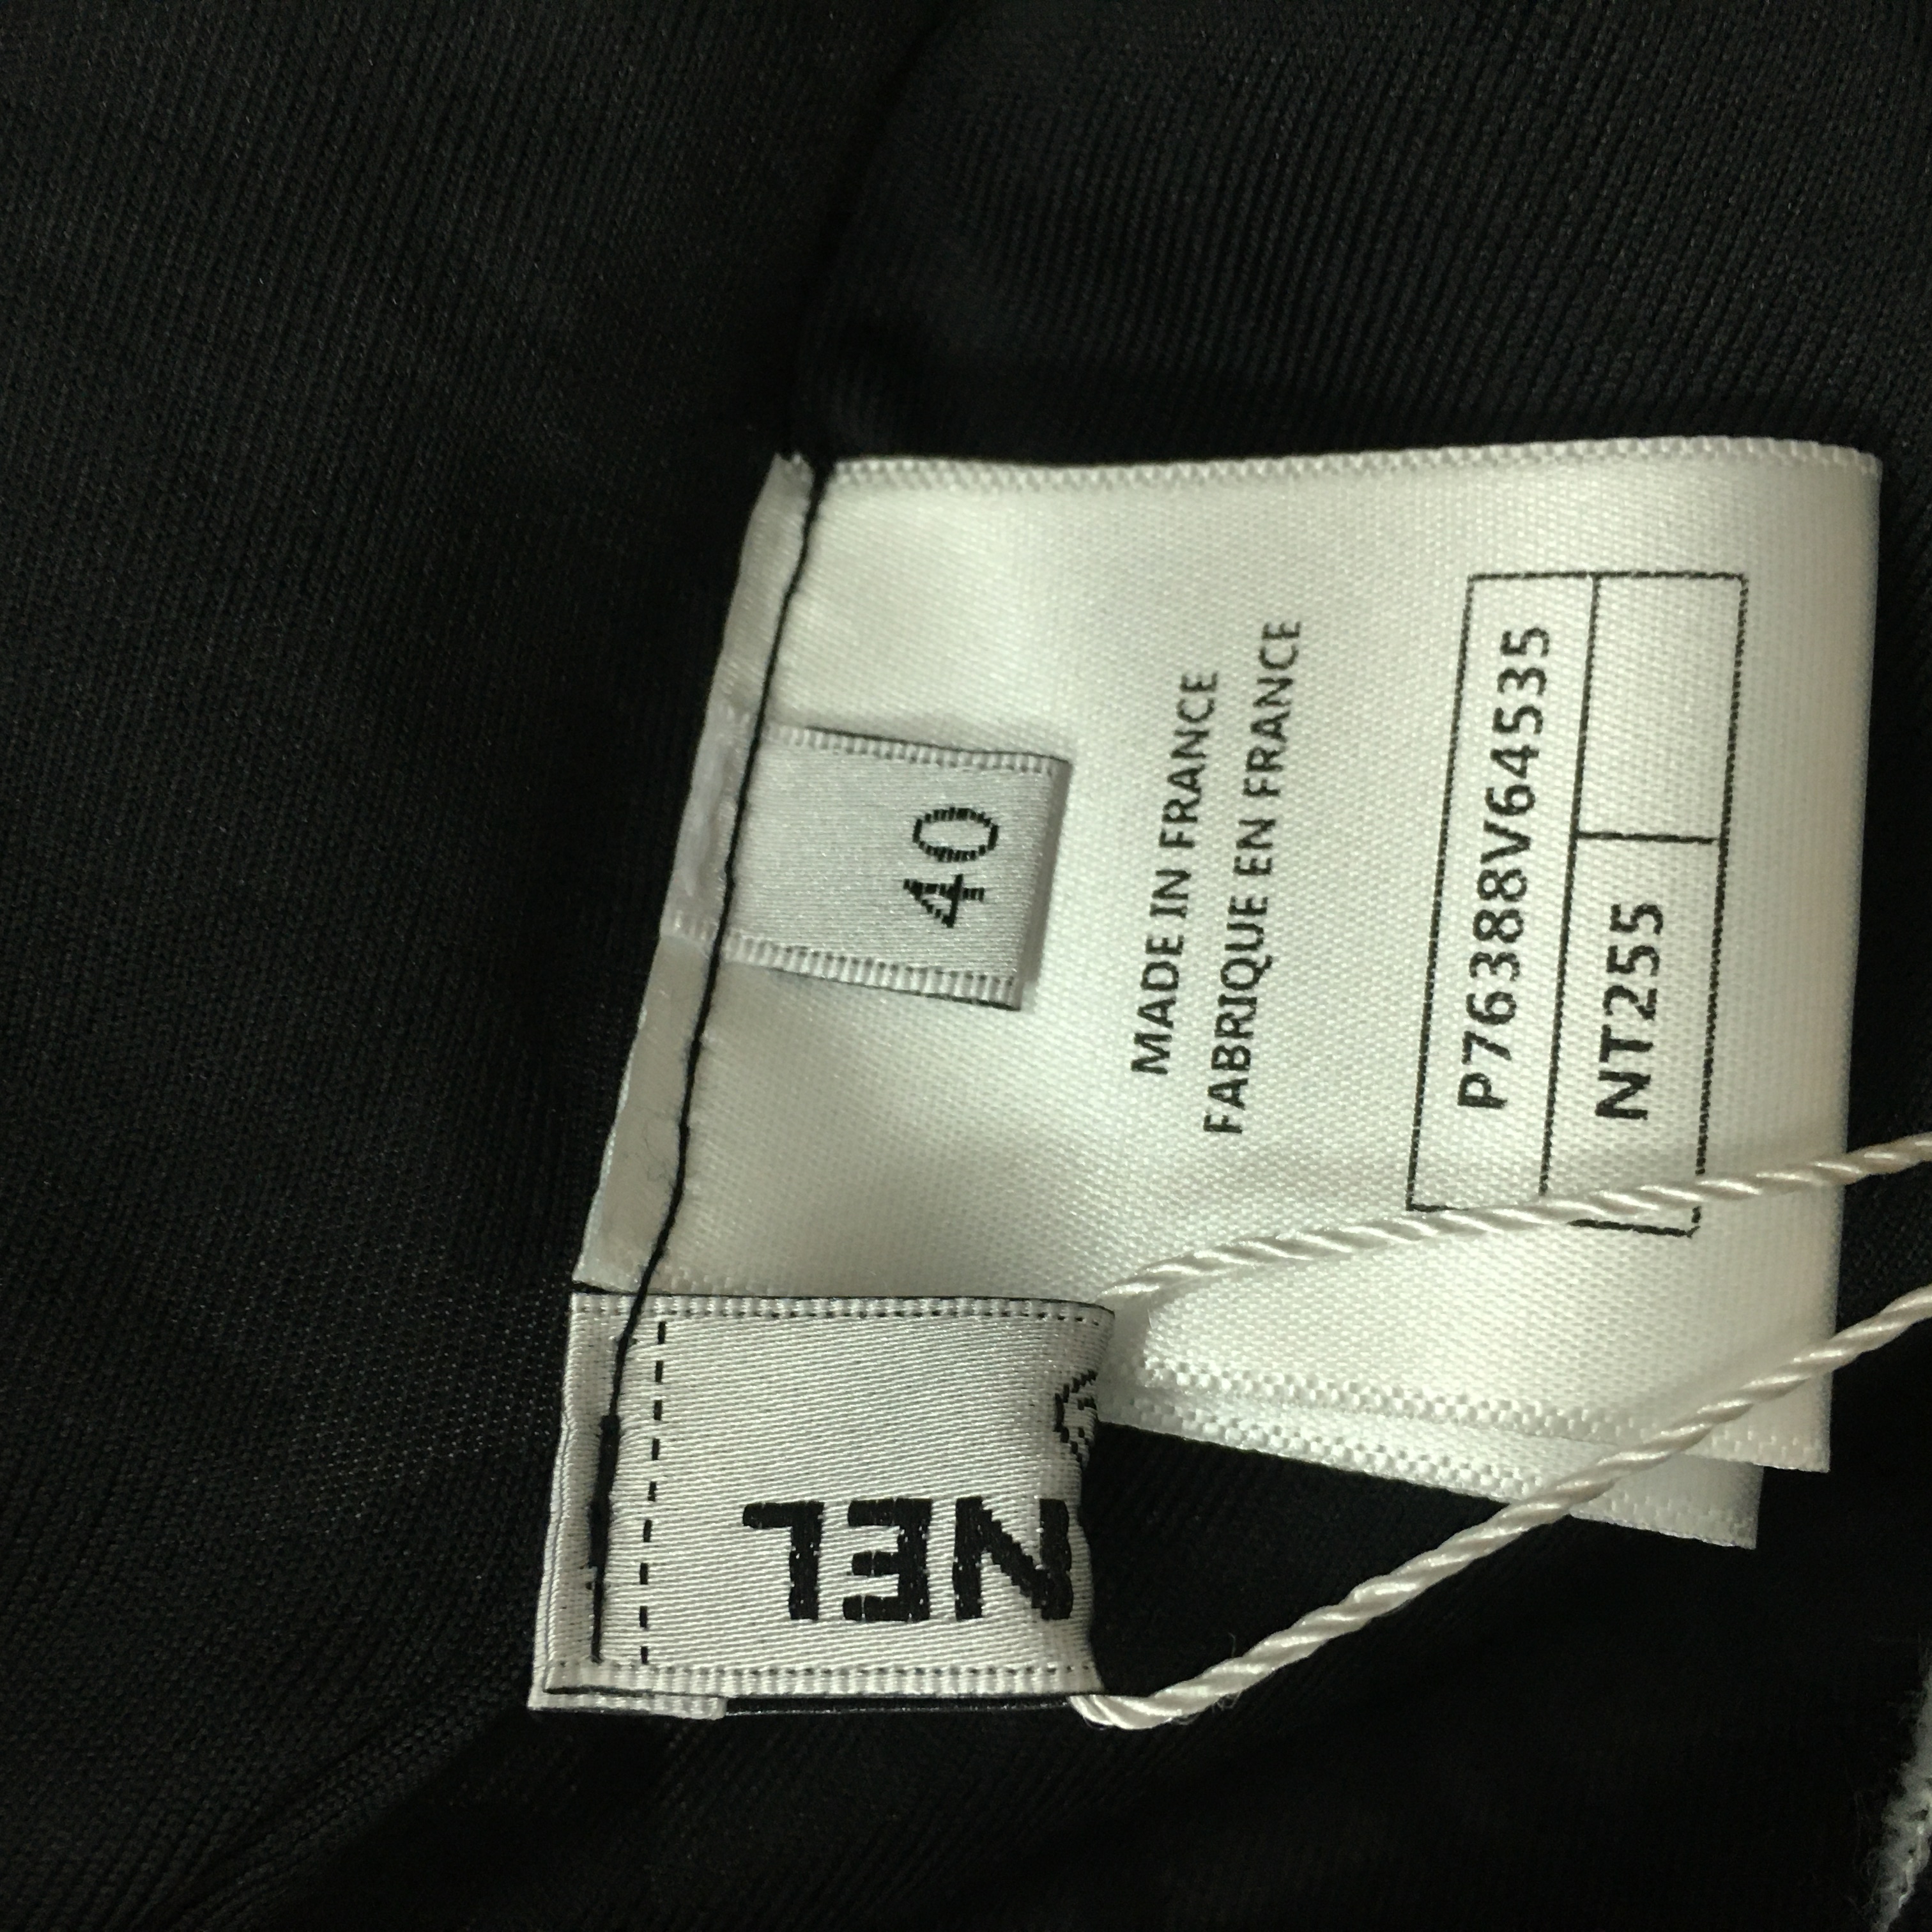 40
MADE IN FRANCE
FABRIQUE EN FRANCE
P76388V64535
NT255
NEL